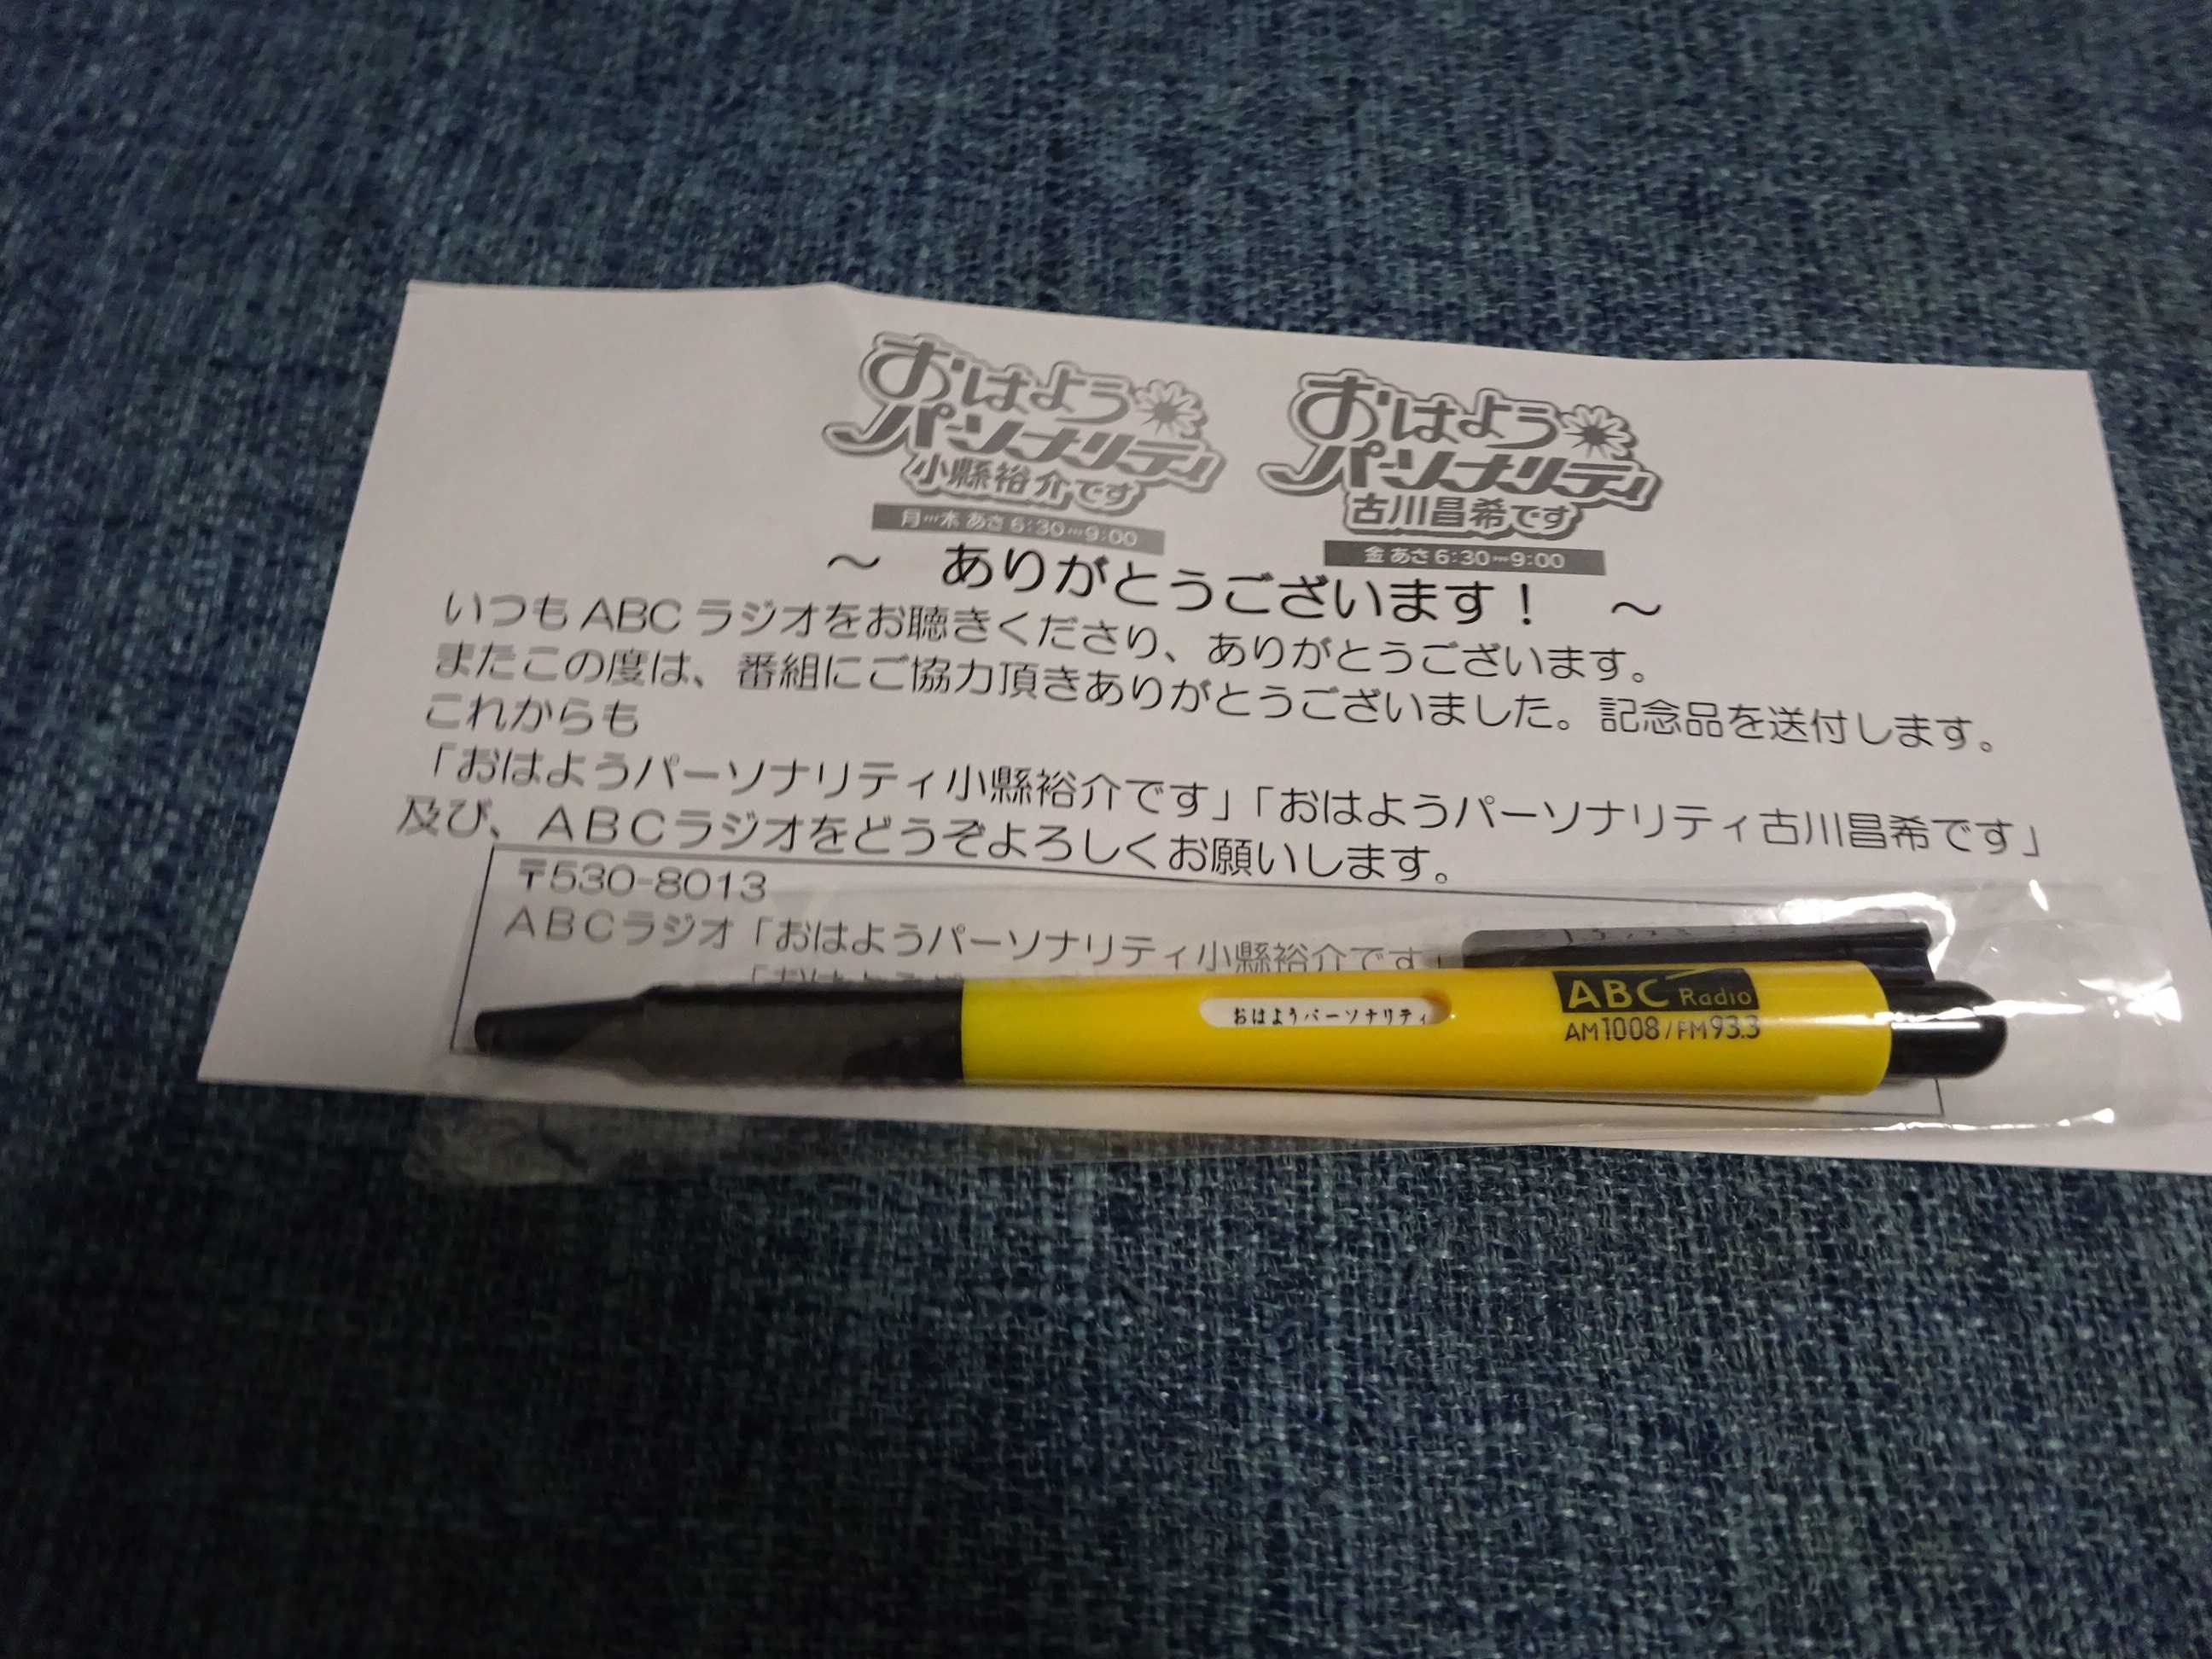 おはよう
パーソナリティ
小縣裕介です
月…木 あさ 6:30…9:00
おはよう
パーソナリティ
古川昌希です
金 あさ 6:30…9:00
～ ありがとうございます！ ～
いつも ABC ラジオをお聴きくださり、ありがとうございます。
またこの度は、番組にご協力頂きありがとうございました。記念品を送付します。
これからも
「おはようパーソナリティ小縣裕介です」「おはようパーソナリティ古川昌希です」
及び、ABCラジオをどうぞよろしくお願いします。
〒530-8013
ABCラジオ「おはようパーソナリティ小縣裕介です」
おはようパーソナリティ
ABC Radio
AM1008/FM93.3